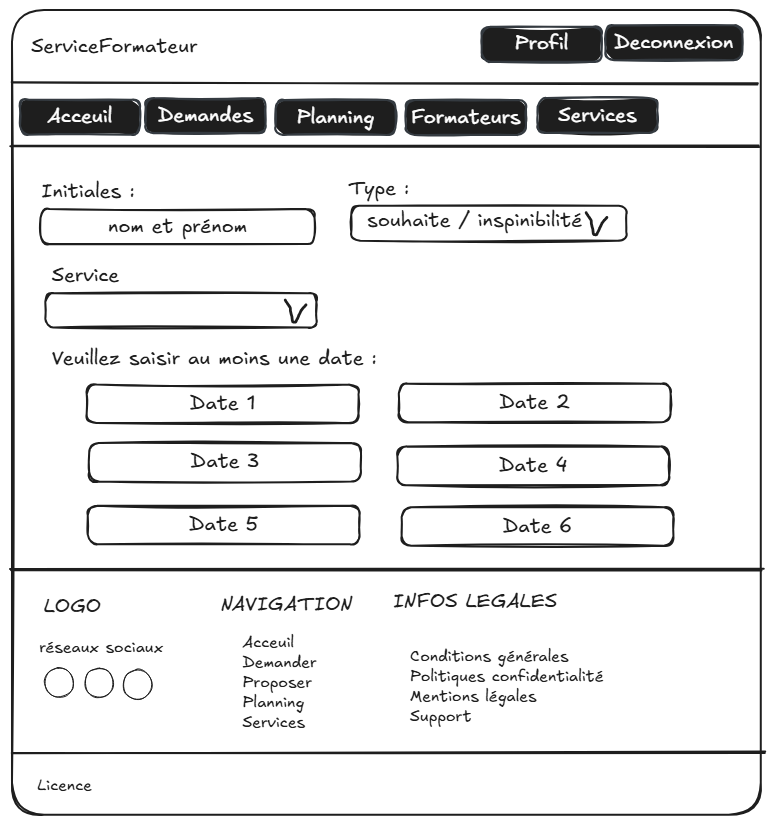 ServiceFormateur
Profil
Deconnexion
Acceuil
Demandes
Planning
Formateurs
Services
Initiales :
nom et prénom
Type :
souhaite / inspinibilité
Service
Veuillez saisir au moins une date :
Date 1
Date 2
Date 3
Date 4
Date 5
Date 6
LOGO
réseaux sociaux
NAVIGATION
Acceuil
Demander
Proposer
Planning
Services
INFOS LEGALES
Conditions générales
Politiques confidentialité
Mentions légales
Support
Licence